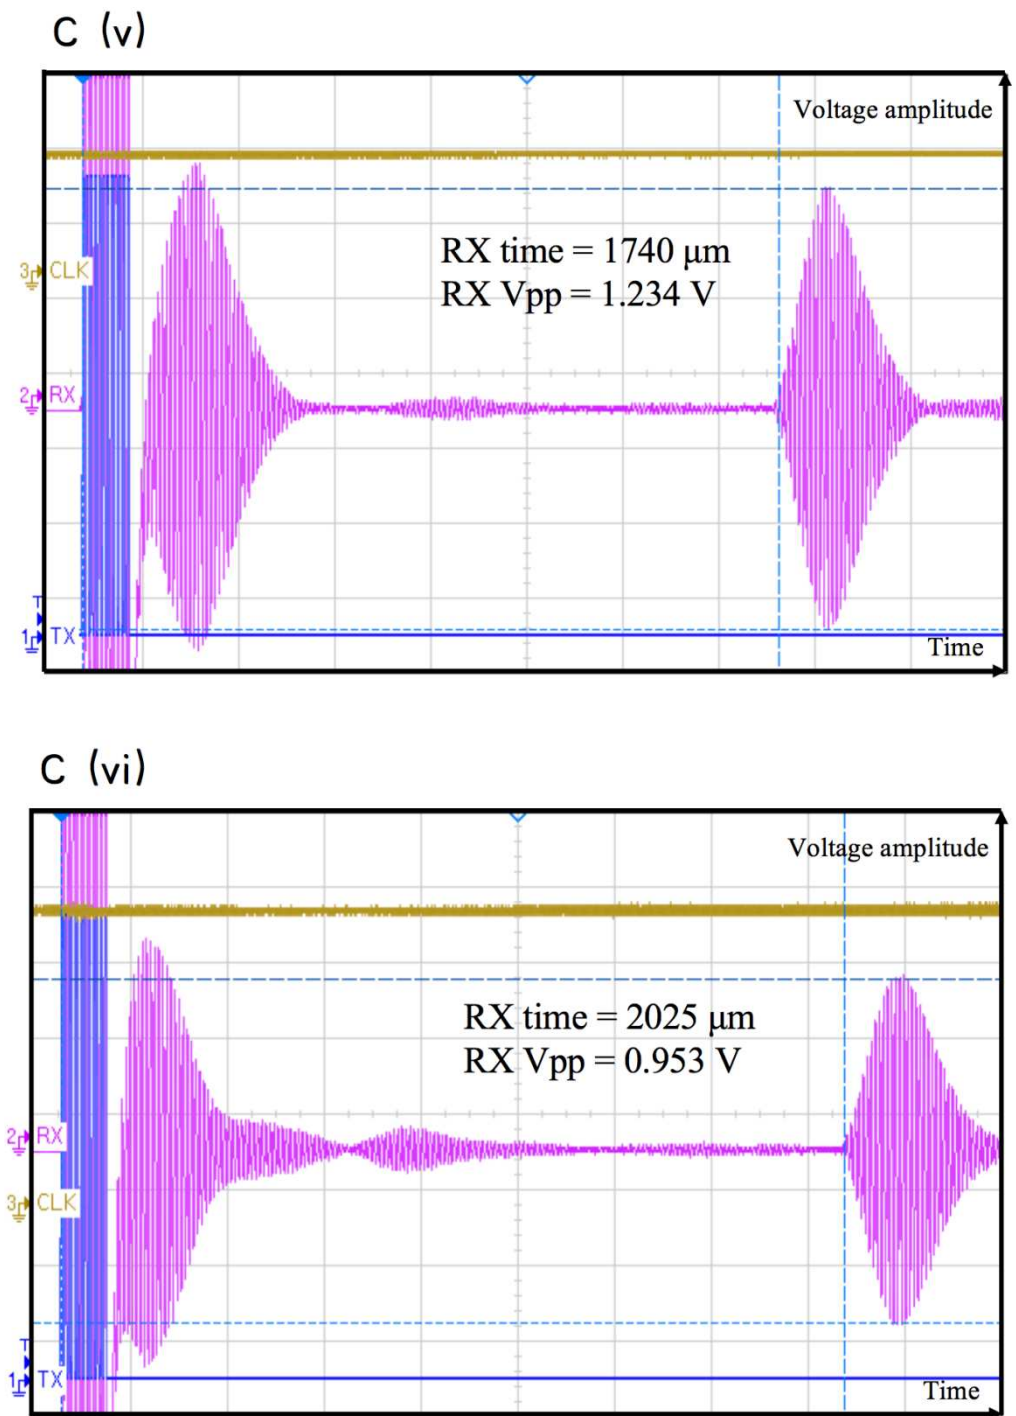 C (v)
Voltage amplitude
RX time = 1740 μm
RX Vpp = 1.234 V
3 CLK
2 RX
T
1 TX
Time
C (vi)
Voltage amplitude
RX time = 2025 μm
RX Vpp = 0.953 V
2 RX
3 CLK
T
1 TX
Time